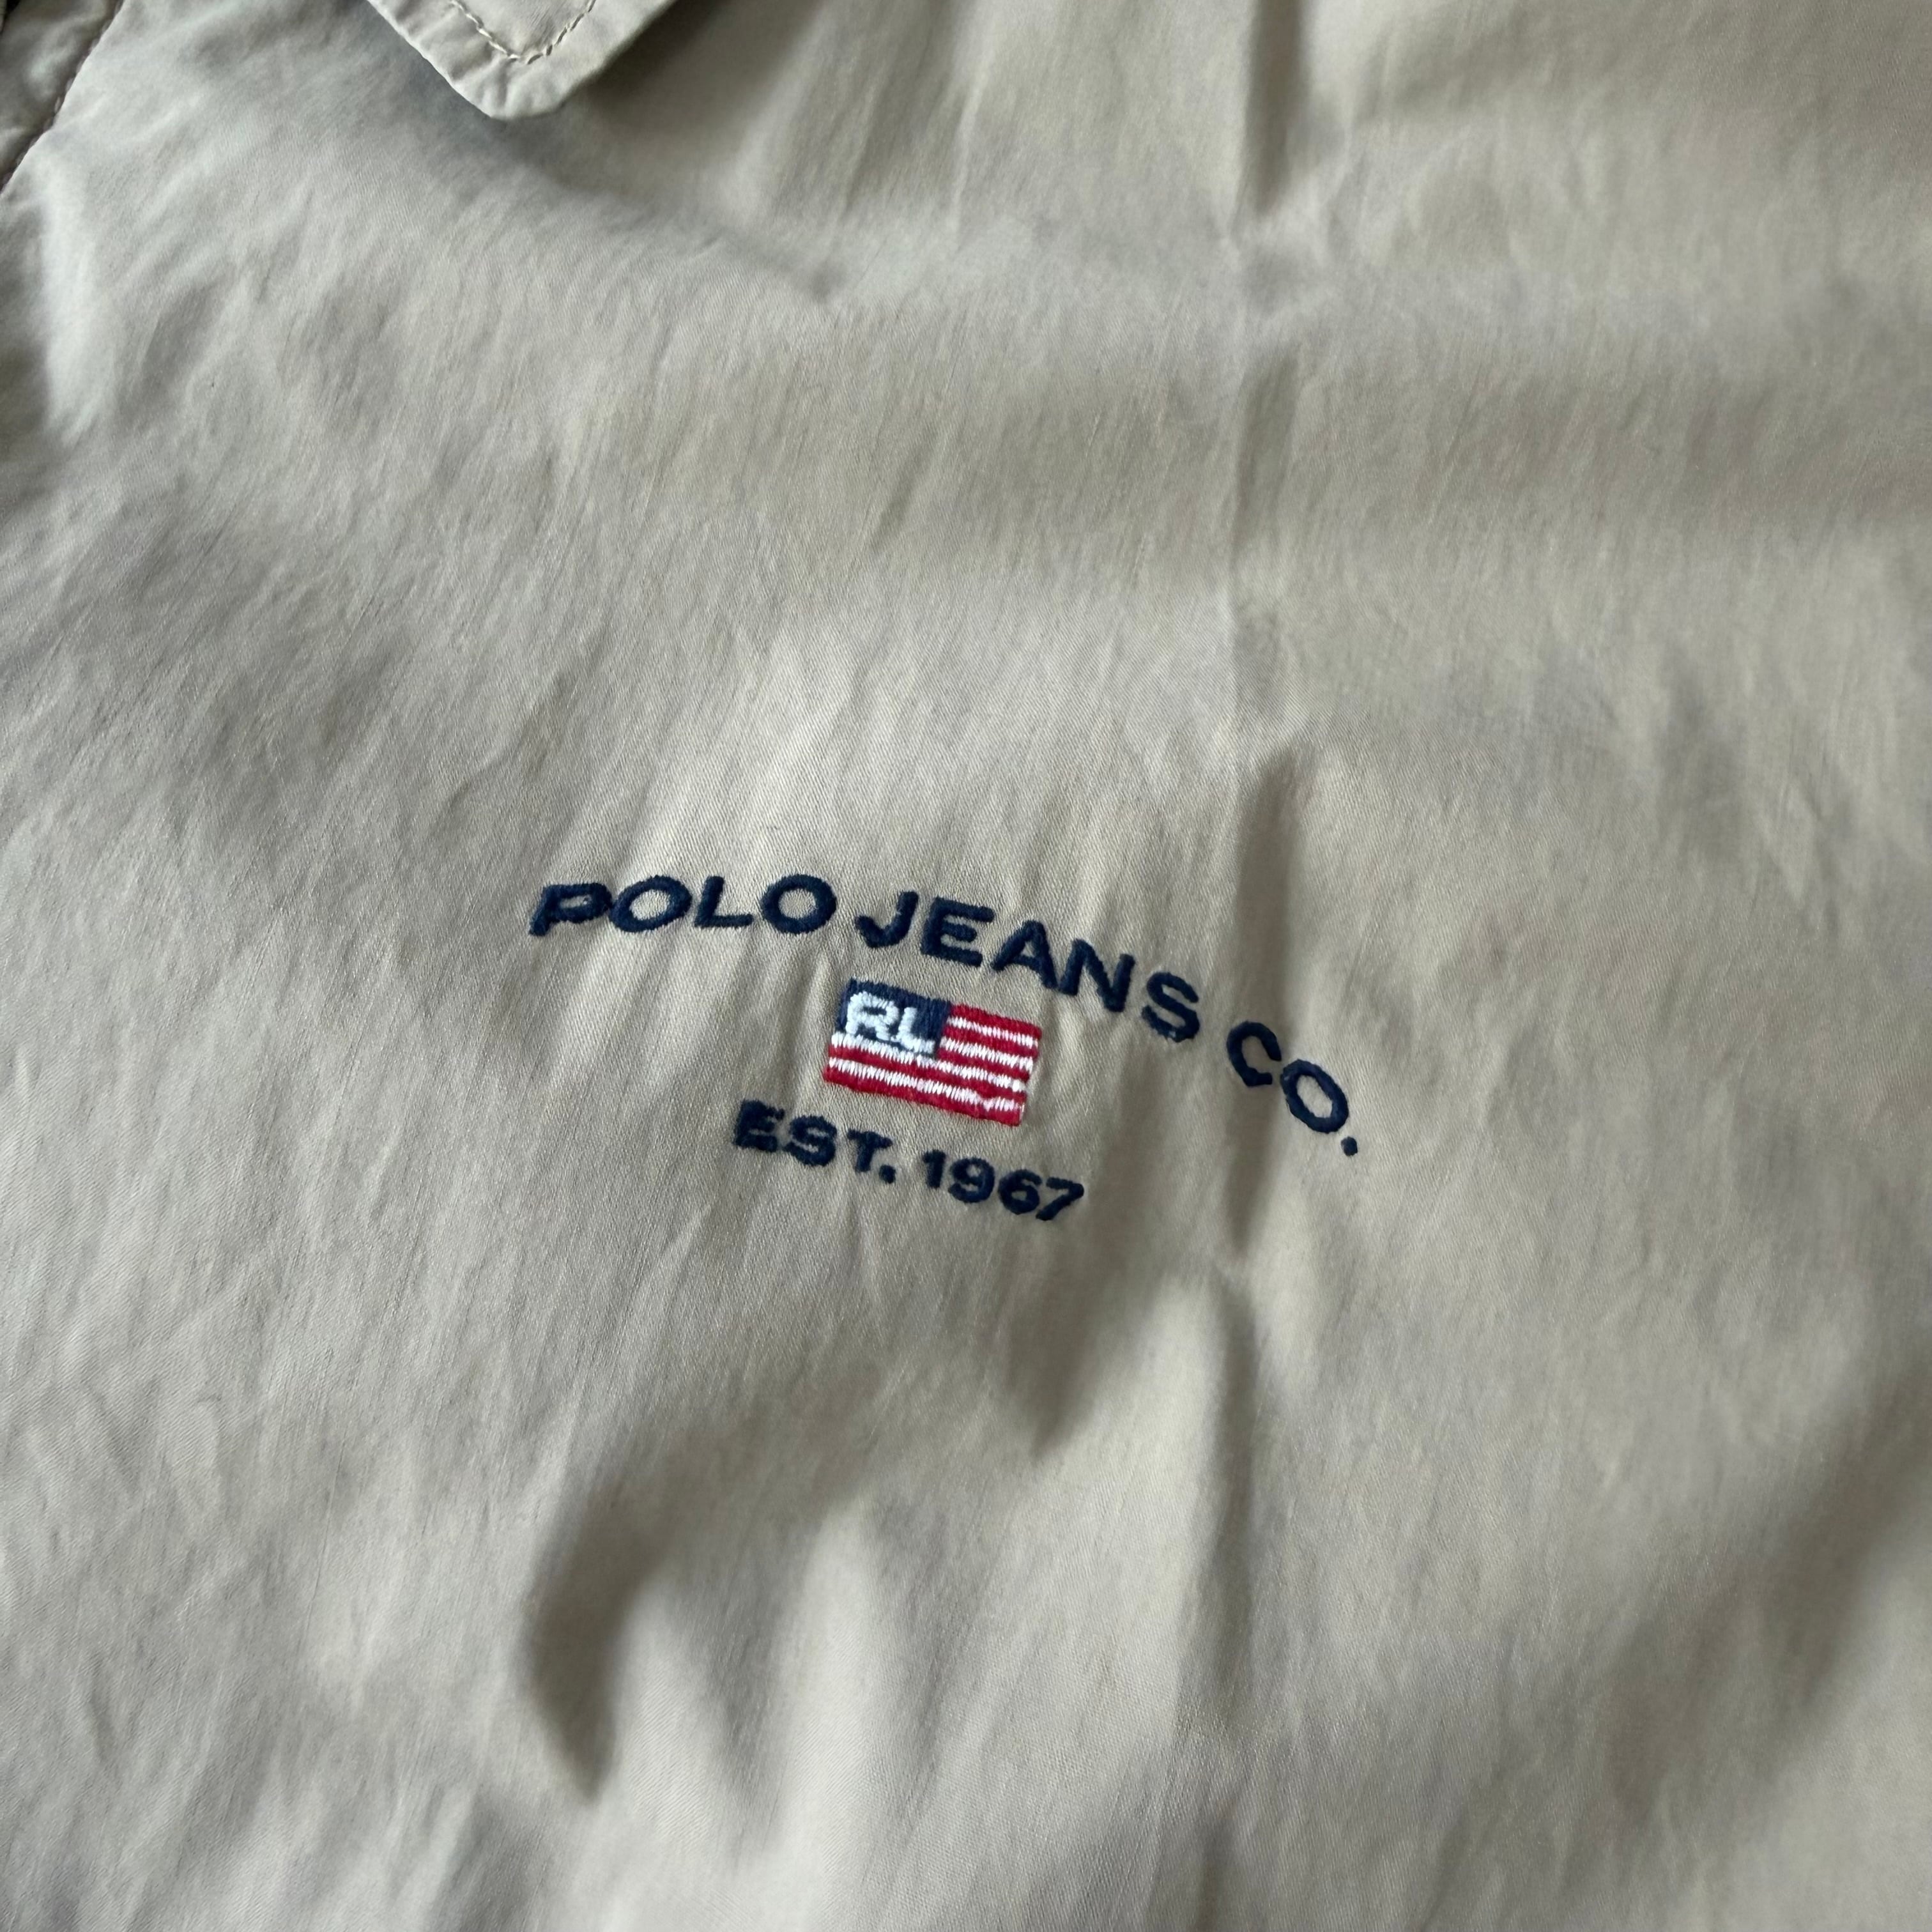 POLO JEANS CO.
RL
EST. 1967